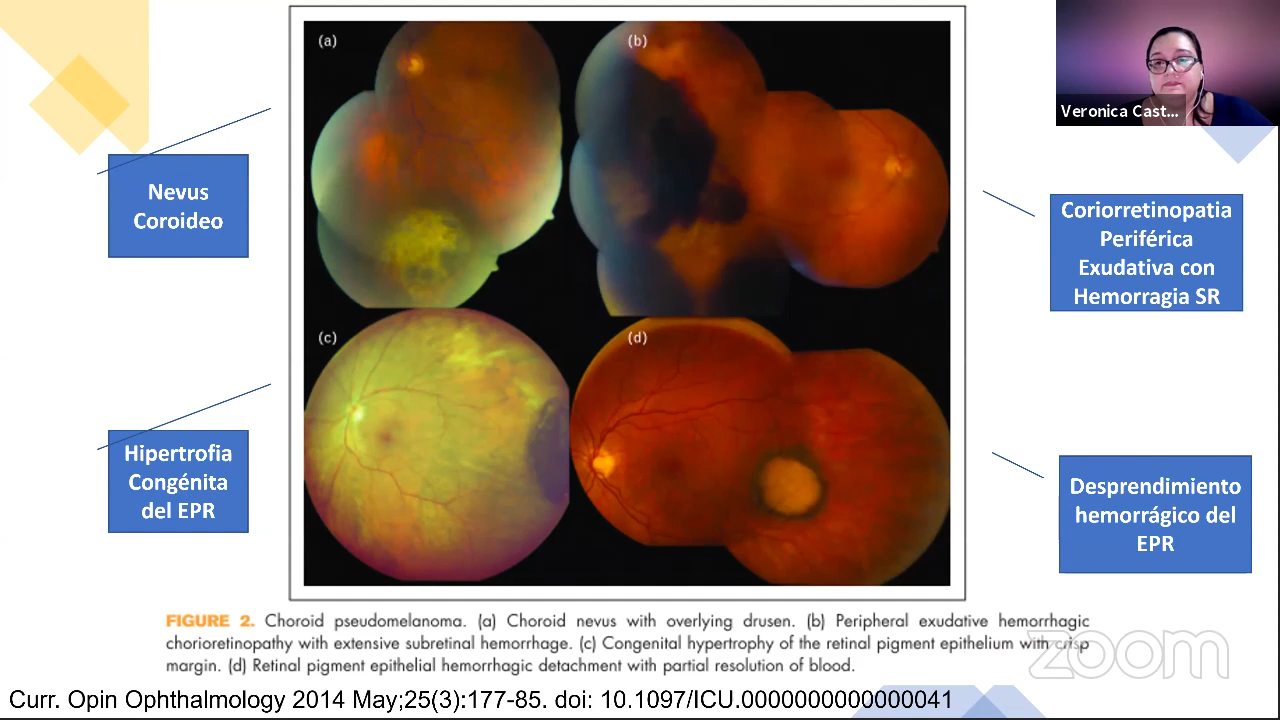 (a)
(b)
Veronica Cast...
Nevus
Coroideo
Coriorretinopatia
Periférica
Exudativa con
Hemorragia SR
(c)
(d)
Hipertrofia
Congénita
del EPR
Desprendimiento
hemorrágico del
EPR
FIGURE 2. Choroid pseudomelanoma. (a) Choroid nevus with overlying drusen. (b) Peripheral exudative hemorrhagic
chorioretinopathy with extensive subretinal hemorrhage. (c) Congenital hypertrophy of the retinal pigment epithelium with crisp
margin. (d) Retinal pigment epithelial hemorrhagic detachment with partial resolution of blood.
zoom
Curr. Opin Ophthalmology 2014 May;25(3):177-85. doi: 10.1097/ICU.0000000000000041